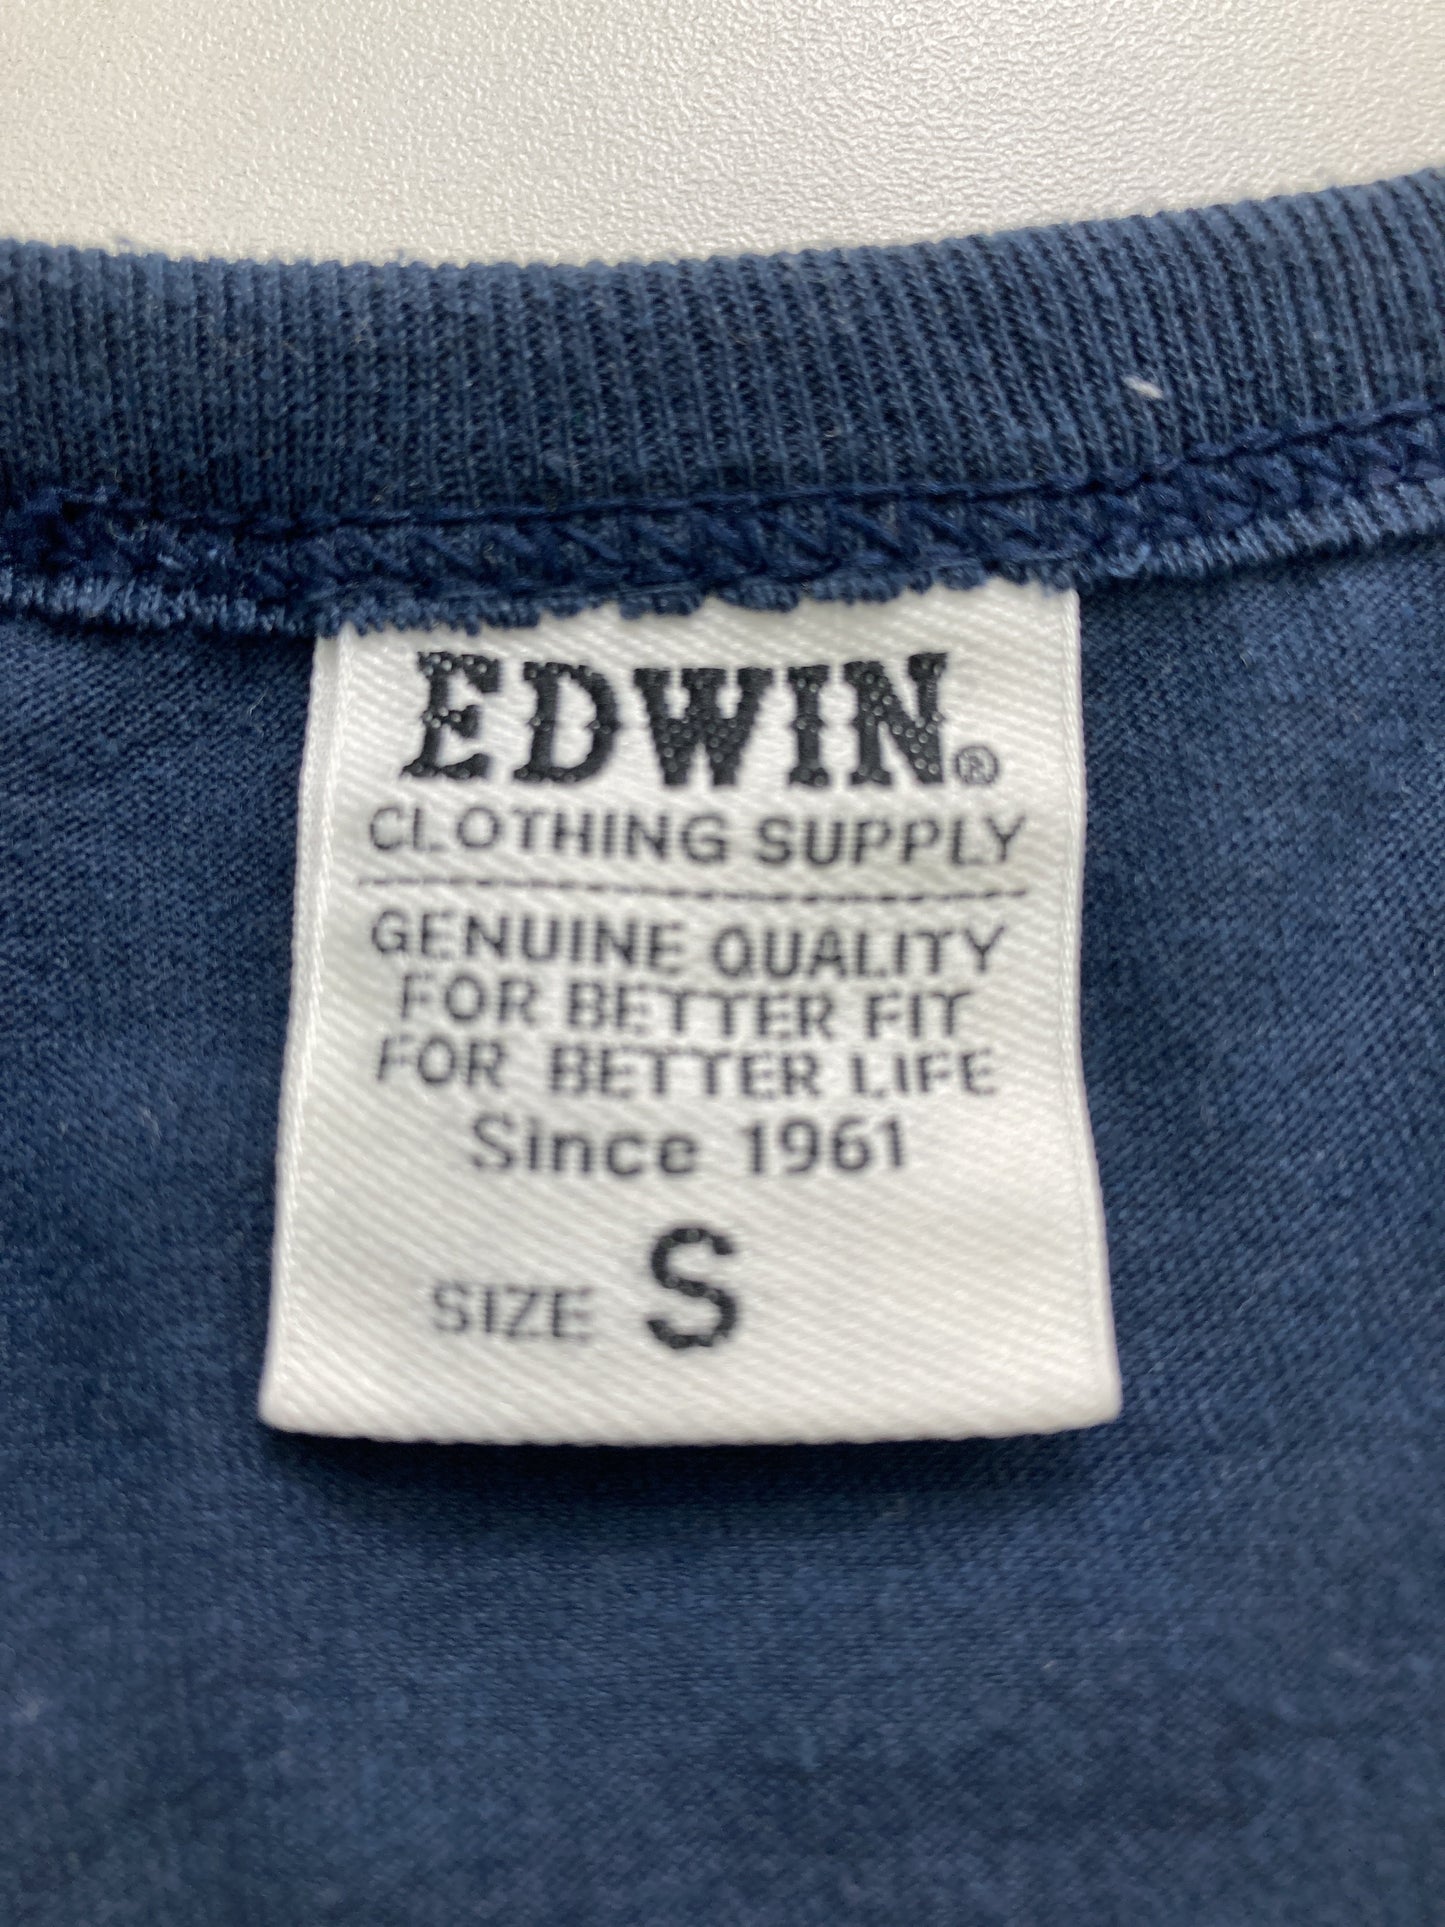 EDWIN®
CLOTHING SUPPLY
GENUINE QUALITY
FOR BETTER FIT
FOR BETTER LIFE
Since 1961
SIZE S